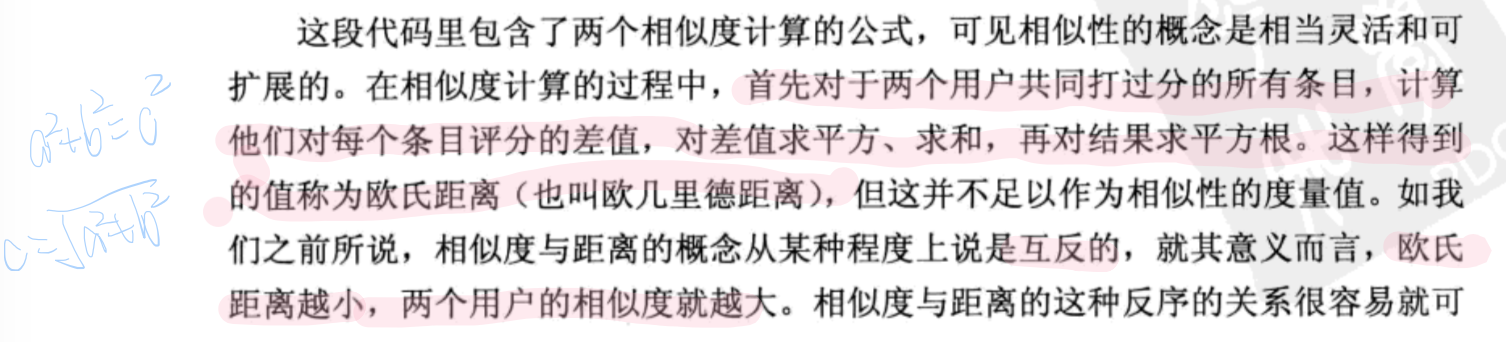 这段代码里包含了两个相似度计算的公式，可见相似性的概念是相当灵活和可
扩展的。在相似度计算的过程中，首先对于两个用户共同打过分的所有条目，计算
他们对每个条目评分的差值，对差值求平方、求和，再对结果求平方根。这样得到
的值称为欧氏距离（也叫欧几里德距离），但这并不足以作为相似性的度量值。如我
们之前所说，相似度与距离的概念从某种程度上说是互反的，就其意义而言，欧氏
距离越小，两个用户的相似度就越大。相似度与距离的这种反序的关系很容易就可
a²+b²=c²
c=√a²+b²